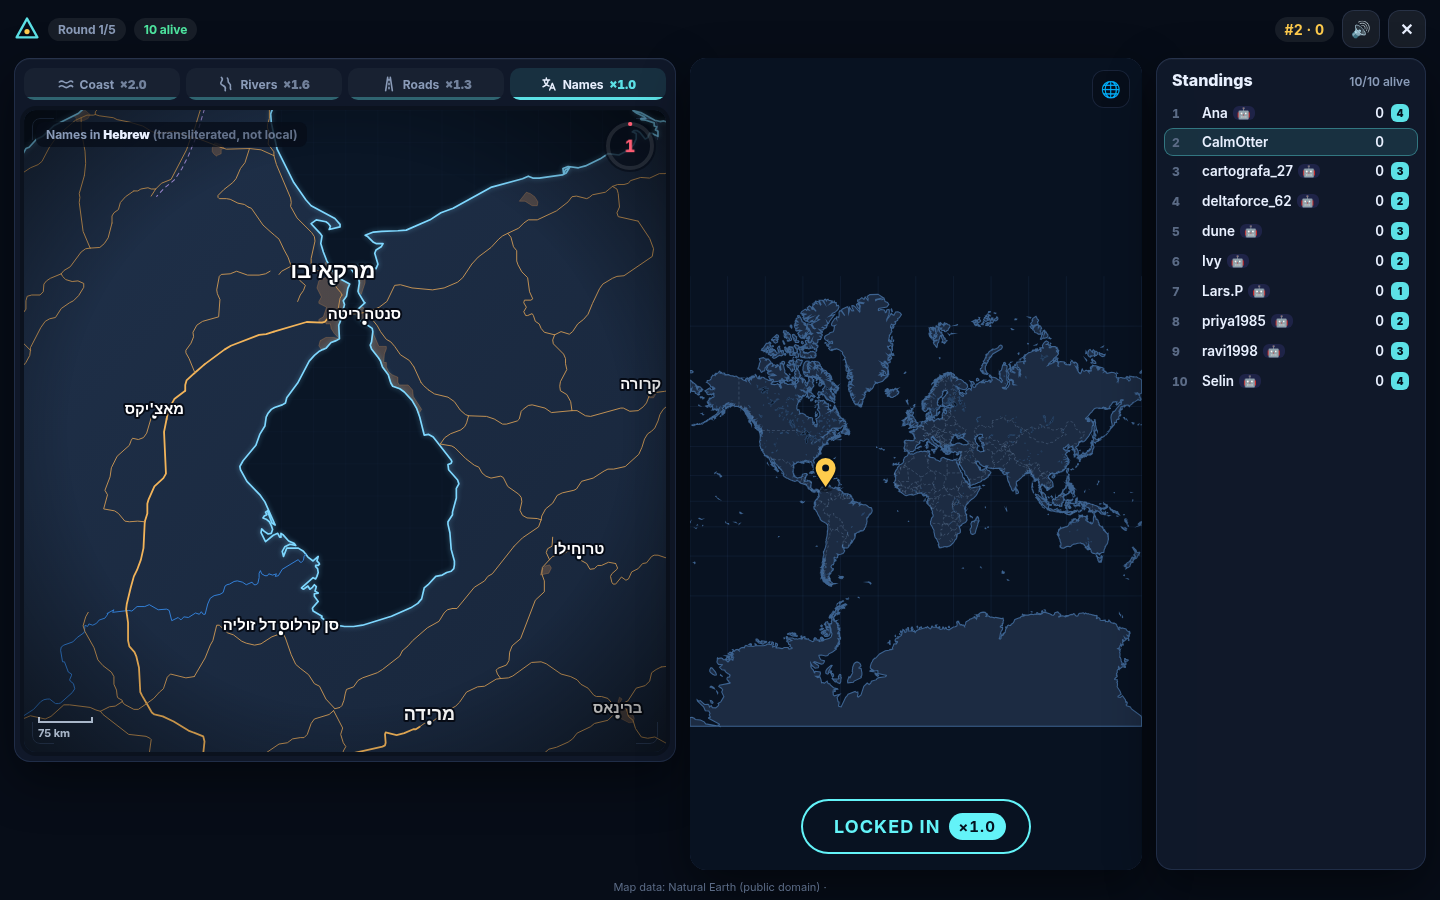 Round 1/5
10 alive
#2 · 0
Coast ×2.0
Rivers ×1.6
Roads ×1.3
Names ×1.0
Names in Hebrew (transliterated, not local)
1
מרקאיבו
סנטה ריטה
קרורה
מאצ'יקס
טרוחילו
סן קרלוס דל זוליה
מרידה
ברינאס
75 km
LOCKED IN ×1.0
Standings 10/10 alive
1 Ana 0 4
2 CalmOtter 0
3 cartografa_27 0 3
4 deltaforce_62 0 2
5 dune 0 3
6 Ivy 0 2
7 Lars.P 0 1
8 priya1985 0 2
9 ravi1998 0 3
10 Selin 0 4
Map data: Natural Earth (public domain) ·